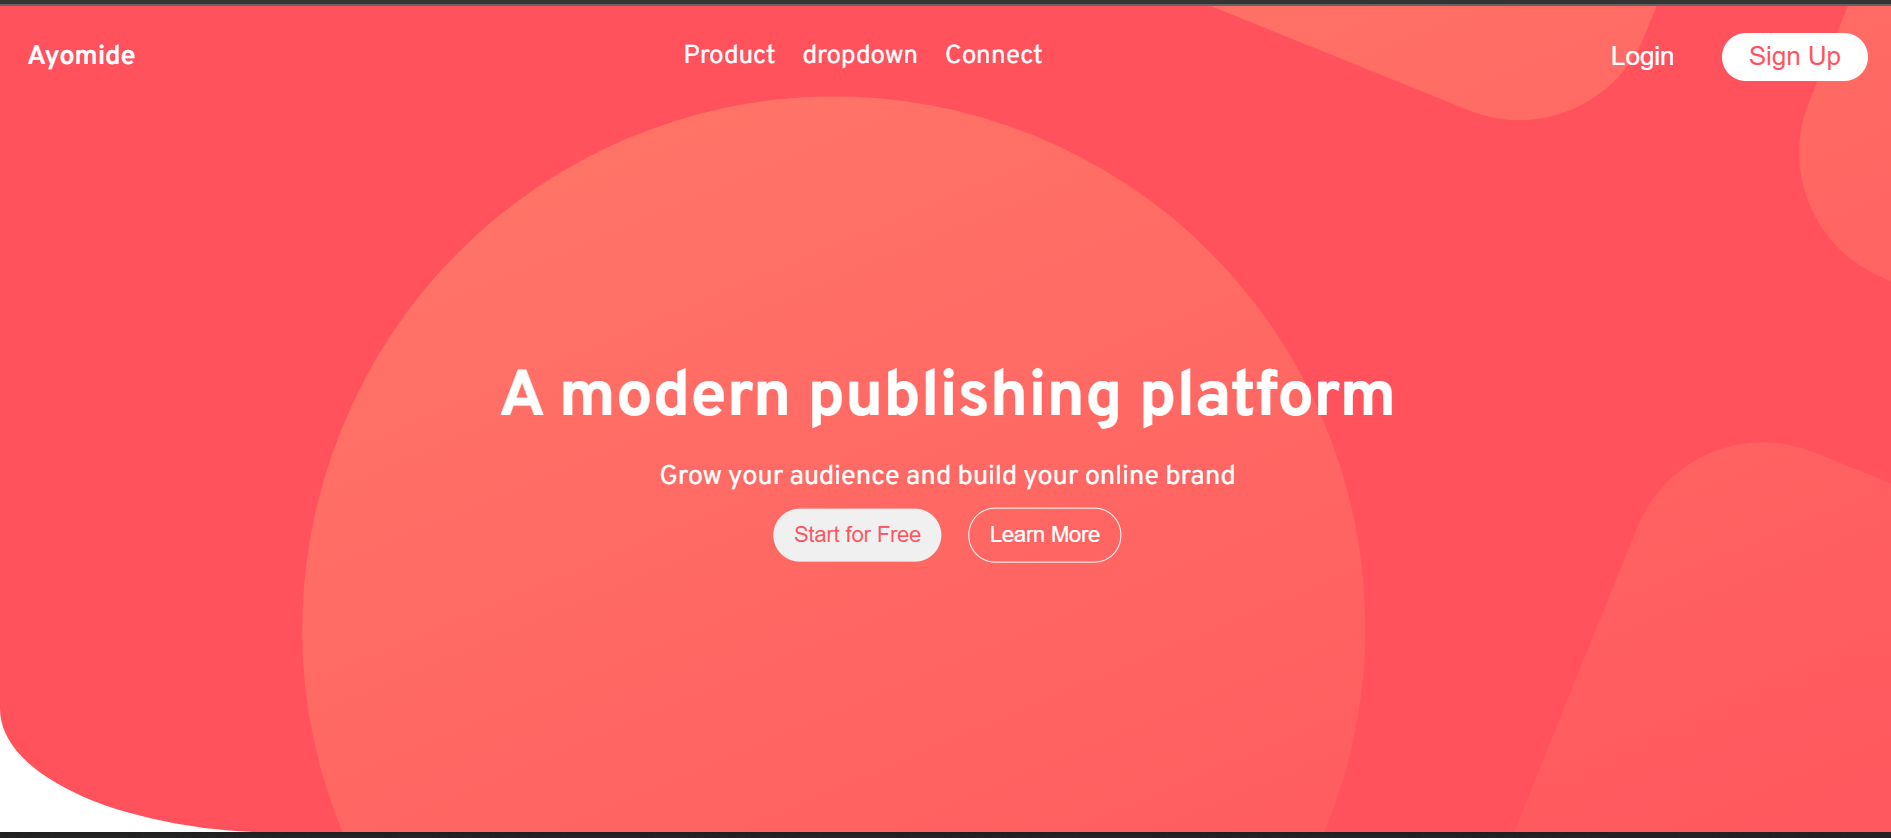 Ayomide Product dropdown Connect Login Sign Up
A modern publishing platform
Grow your audience and build your online brand
Start for Free Learn More